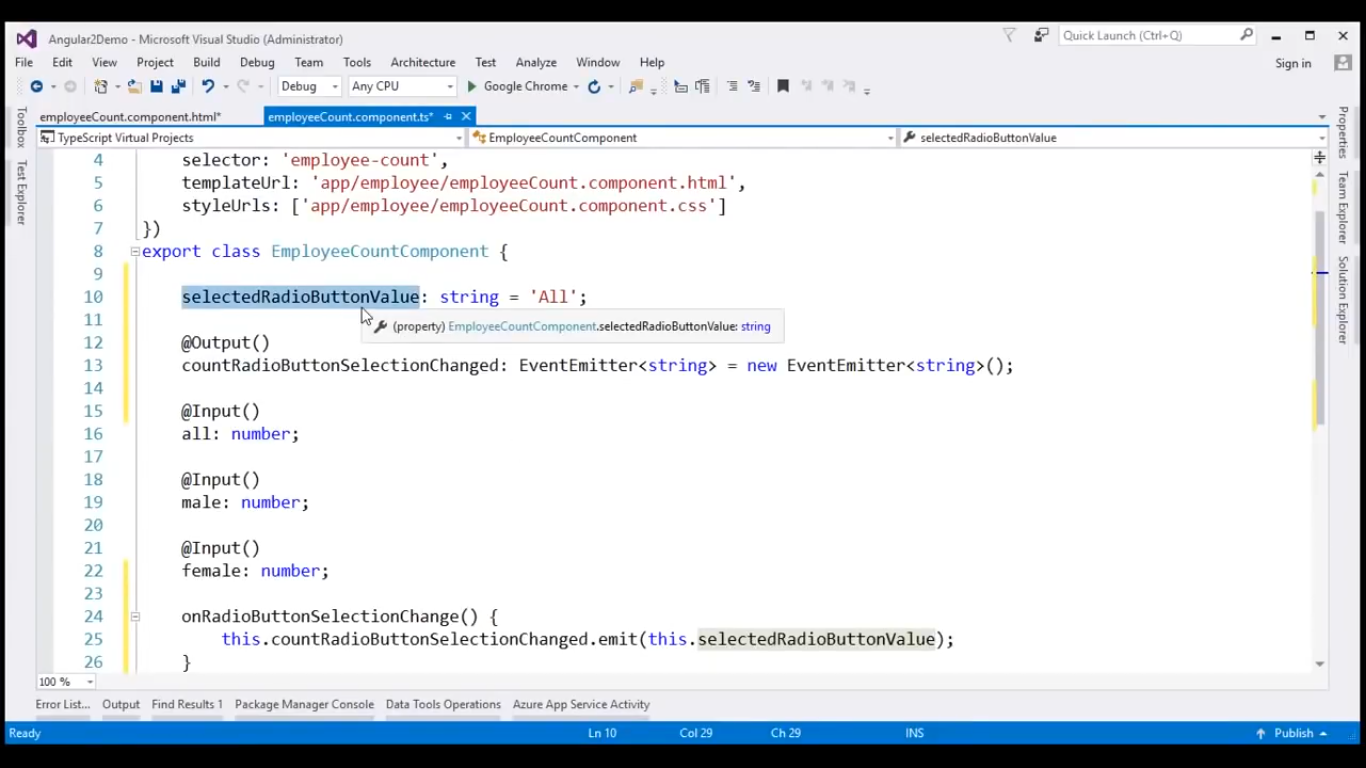 Angular2Demo - Microsoft Visual Studio (Administrator)
Quick Launch (Ctrl+Q)
File Edit View Project Build Debug Team Tools Architecture Test Analyze Window Help
Sign in
Debug Any CPU Google Chrome
employeeCount.component.html* employeeCount.component.ts*
TypeScript Virtual Projects EmployeeCountComponent selectedRadioButtonValue
4 selector: 'employee-count',
5 templateUrl: 'app/employee/employeeCount.component.html',
6 styleUrls: ['app/employee/employeeCount.component.css']
7 })
8 export class EmployeeCountComponent {
9
10 selectedRadioButtonValue: string = 'All';
11
(property) EmployeeCountComponent.selectedRadioButtonValue: string
12 @Output()
13 countRadioButtonSelectionChanged: EventEmitter<string> = new EventEmitter<string>();
14
15 @Input()
16 all: number;
17
18 @Input()
19 male: number;
20
21 @Input()
22 female: number;
23
24 onRadioButtonSelectionChange() {
25 this.countRadioButtonSelectionChanged.emit(this.selectedRadioButtonValue);
26 }
100 %
Error List... Output Find Results 1 Package Manager Console Data Tools Operations Azure App Service Activity
Ready Ln 10 Col 29 Ch 29 INS Publish
Toolbox
Test Explorer
Properties
Team Explorer
Solution Explorer